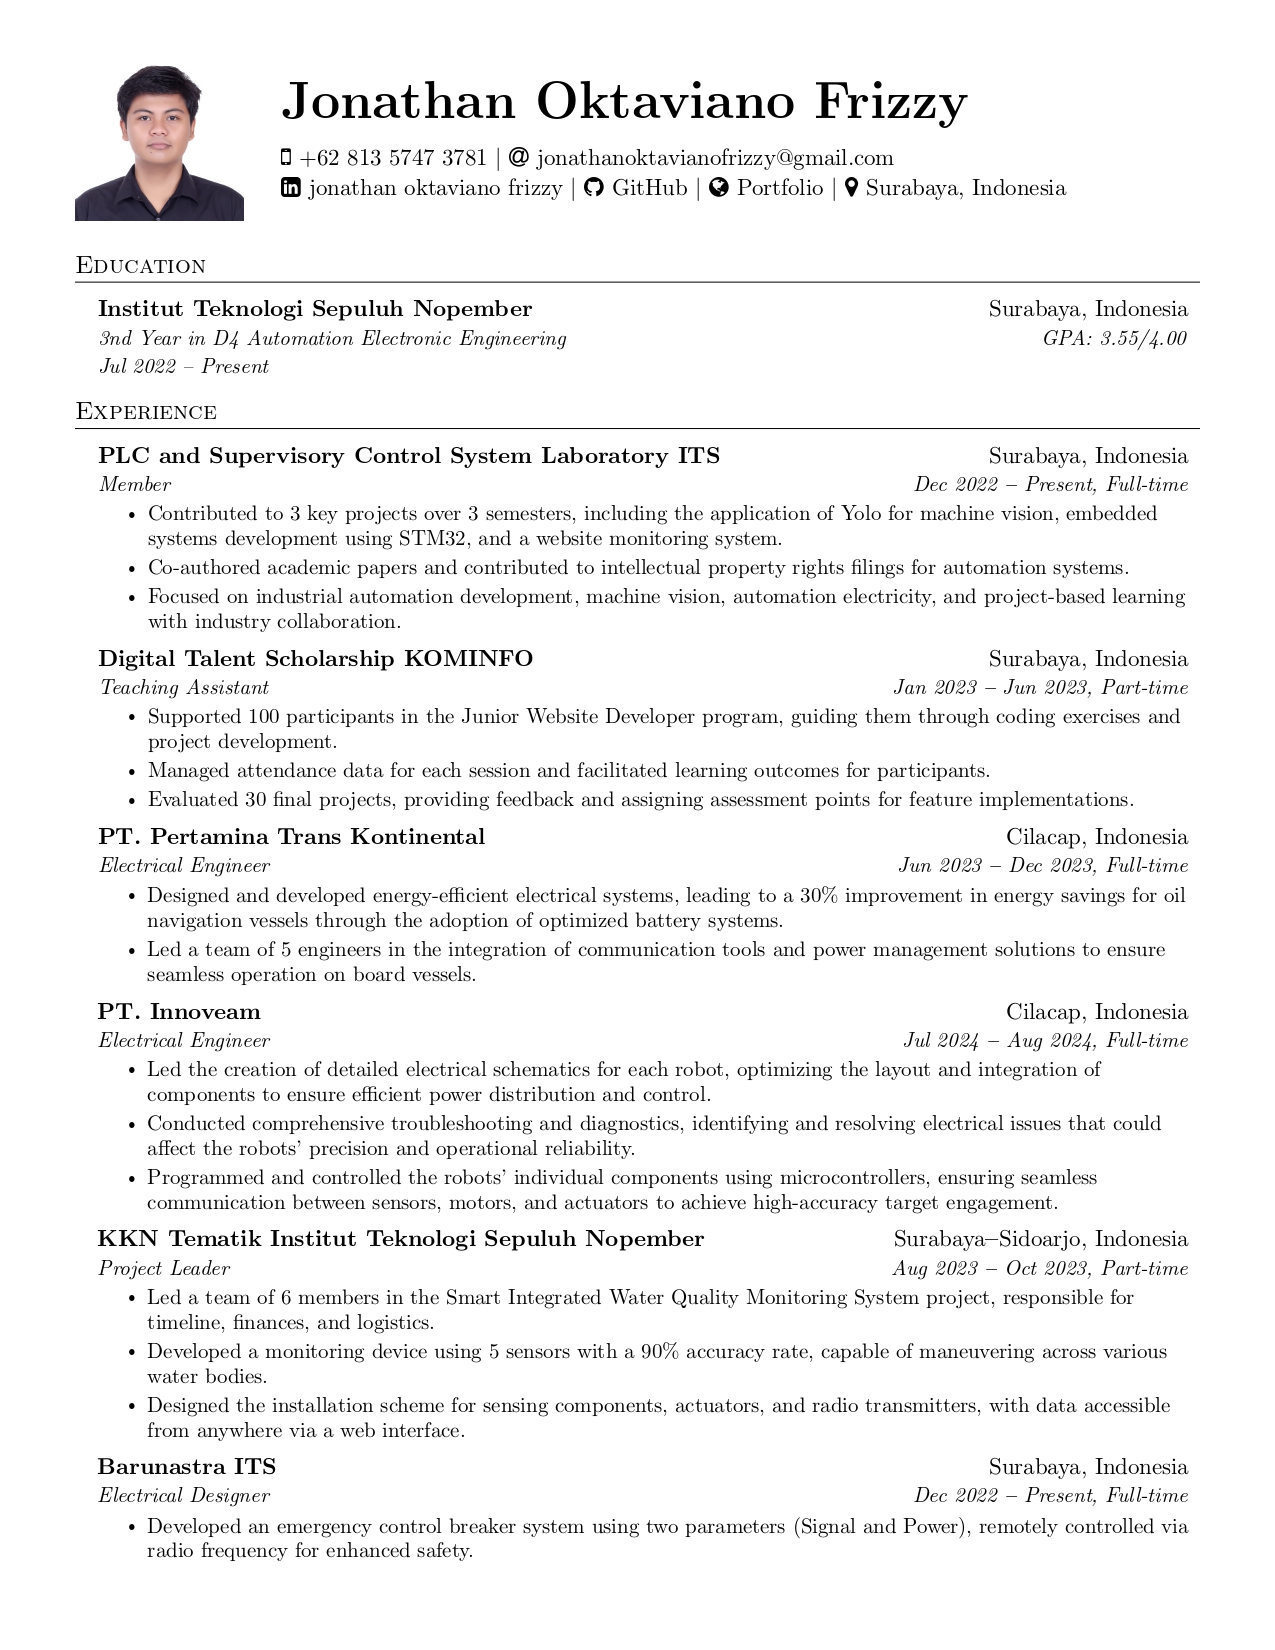 Jonathan Oktaviano Frizzy
+62 813 5747 3781 | jonathanoktavianofrizzy@gmail.com
jonathan oktaviano frizzy | GitHub | Portfolio | Surabaya, Indonesia
Education
Institut Teknologi Sepuluh Nopember Surabaya, Indonesia
3nd Year in D4 Automation Electronic Engineering GPA: 3.55/4.00
Jul 2022 – Present
Experience
PLC and Supervisory Control System Laboratory ITS Surabaya, Indonesia
Member Dec 2022 – Present, Full-time
• Contributed to 3 key projects over 3 semesters, including the application of Yolo for machine vision, embedded
systems development using STM32, and a website monitoring system.
• Co-authored academic papers and contributed to intellectual property rights filings for automation systems.
• Focused on industrial automation development, machine vision, automation electricity, and project-based learning
with industry collaboration.
Digital Talent Scholarship KOMINFO Surabaya, Indonesia
Teaching Assistant Jan 2023 – Jun 2023, Part-time
• Supported 100 participants in the Junior Website Developer program, guiding them through coding exercises and
project development.
• Managed attendance data for each session and facilitated learning outcomes for participants.
• Evaluated 30 final projects, providing feedback and assigning assessment points for feature implementations.
PT. Pertamina Trans Kontinental Cilacap, Indonesia
Electrical Engineer Jun 2023 – Dec 2023, Full-time
• Designed and developed energy-efficient electrical systems, leading to a 30% improvement in energy savings for oil
navigation vessels through the adoption of optimized battery systems.
• Led a team of 5 engineers in the integration of communication tools and power management solutions to ensure
seamless operation on board vessels.
PT. Innoveam Cilacap, Indonesia
Electrical Engineer Jul 2024 – Aug 2024, Full-time
• Led the creation of detailed electrical schematics for each robot, optimizing the layout and integration of
components to ensure efficient power distribution and control.
• Conducted comprehensive troubleshooting and diagnostics, identifying and resolving electrical issues that could
affect the robots' precision and operational reliability.
• Programmed and controlled the robots' individual components using microcontrollers, ensuring seamless
communication between sensors, motors, and actuators to achieve high-accuracy target engagement.
KKN Tematik Institut Teknologi Sepuluh Nopember Surabaya–Sidoarjo, Indonesia
Project Leader Aug 2023 – Oct 2023, Part-time
• Led a team of 6 members in the Smart Integrated Water Quality Monitoring System project, responsible for
timeline, finances, and logistics.
• Developed a monitoring device using 5 sensors with a 90% accuracy rate, capable of maneuvering across various
water bodies.
• Designed the installation scheme for sensing components, actuators, and radio transmitters, with data accessible
from anywhere via a web interface.
Barunastra ITS Surabaya, Indonesia
Electrical Designer Dec 2022 – Present, Full-time
• Developed an emergency control breaker system using two parameters (Signal and Power), remotely controlled via
radio frequency for enhanced safety.